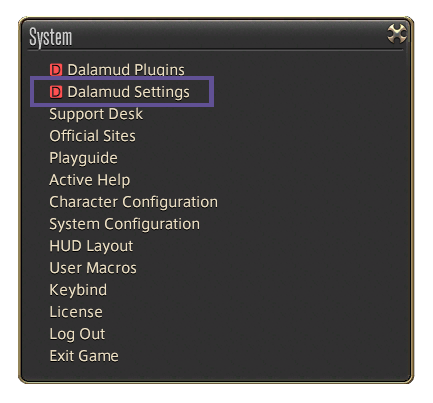 System
D Dalamud Plugins
D Dalamud Settings
Support Desk
Official Sites
Playguide
Active Help
Character Configuration
System Configuration
HUD Layout
User Macros
Keybind
License
Log Out
Exit Game